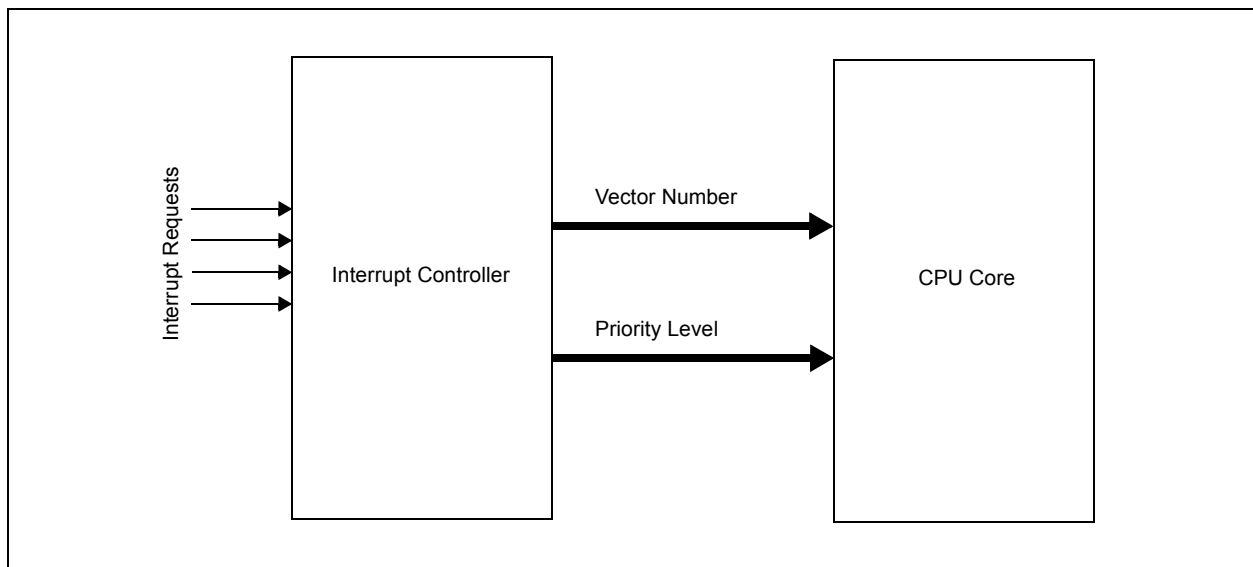 Interrupt Requests
Interrupt Controller
Vector Number
Priority Level
CPU Core